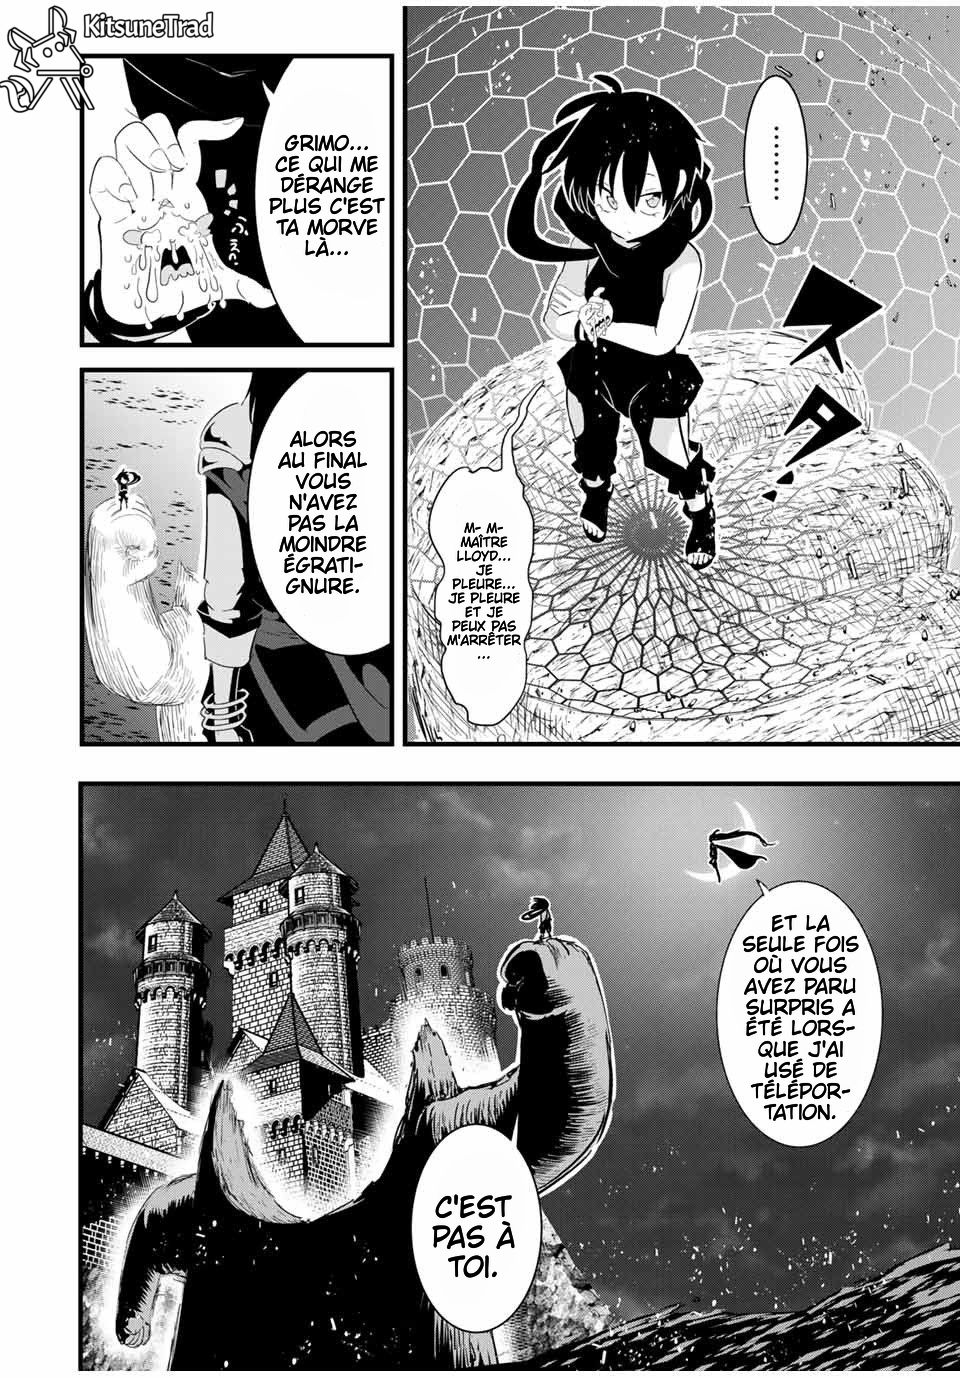 KitsuneTrad
.........
M- M-
MAÎTRE
LLOYD...
JE
PLEURE...
JE PLEURE
ET JE
PEUX PAS
M'ARRÊTER
...
GRIMO...
CE QUI ME
DÉRANGE
PLUS C'EST
TA MORVE
LÀ...
ALORS
AU FINAL
VOUS
N'AVEZ
PAS LA
MOINDRE
ÉGRATI-
GNURE.
ET LA
SEULE FOIS
OÙ VOUS
AVEZ PARU
SURPRIS A
ÉTÉ LORS-
QUE J'AI
USÉ DE
TÉLÉPOR-
TATION.
C'EST
PAS À
TOI.